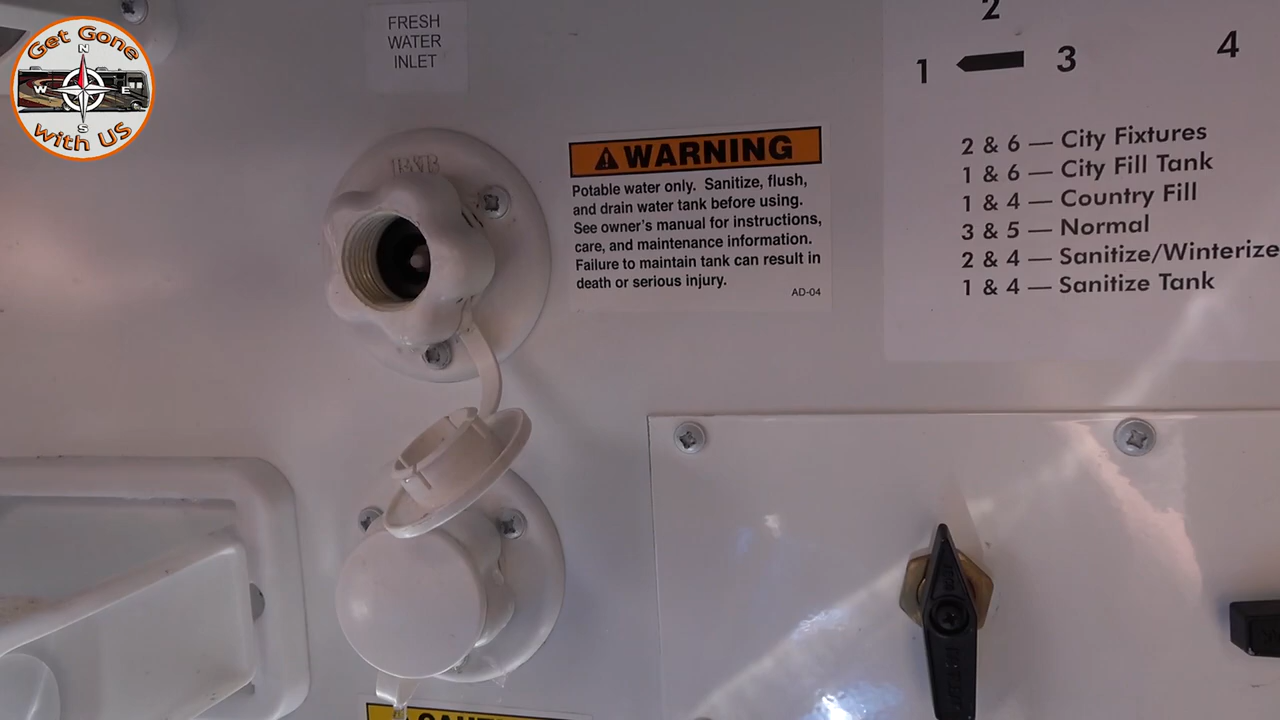 Get Gone
N
W E
S
with US
FRESH
WATER
INLET
WARNING
Potable water only. Sanitize, flush,
and drain water tank before using.
See owner's manual for instructions,
care, and maintenance information.
Failure to maintain tank can result in
death or serious injury.
AD-04
2
1 3 4
2 & 6 — City Fixtures
1 & 6 — City Fill Tank
1 & 4 — Country Fill
3 & 5 — Normal
2 & 4 — Sanitize/Winterize
1 & 4 — Sanitize Tank